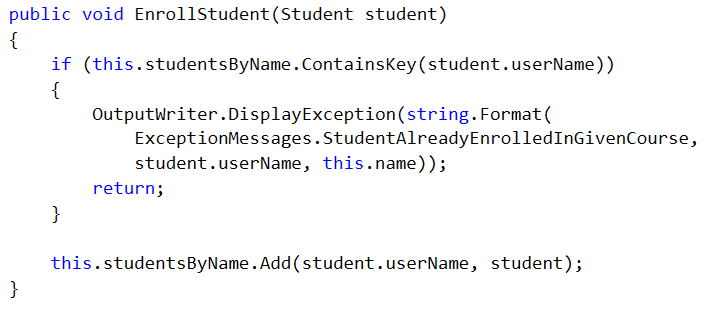 public void EnrollStudent(Student student)
{
    if (this.studentsByName.ContainsKey(student.userName))
    {
        OutputWriter.DisplayException(string.Format(
            ExceptionMessages.StudentAlreadyEnrolledInGivenCourse,
            student.userName, this.name));
        return;
    }

    this.studentsByName.Add(student.userName, student);
}